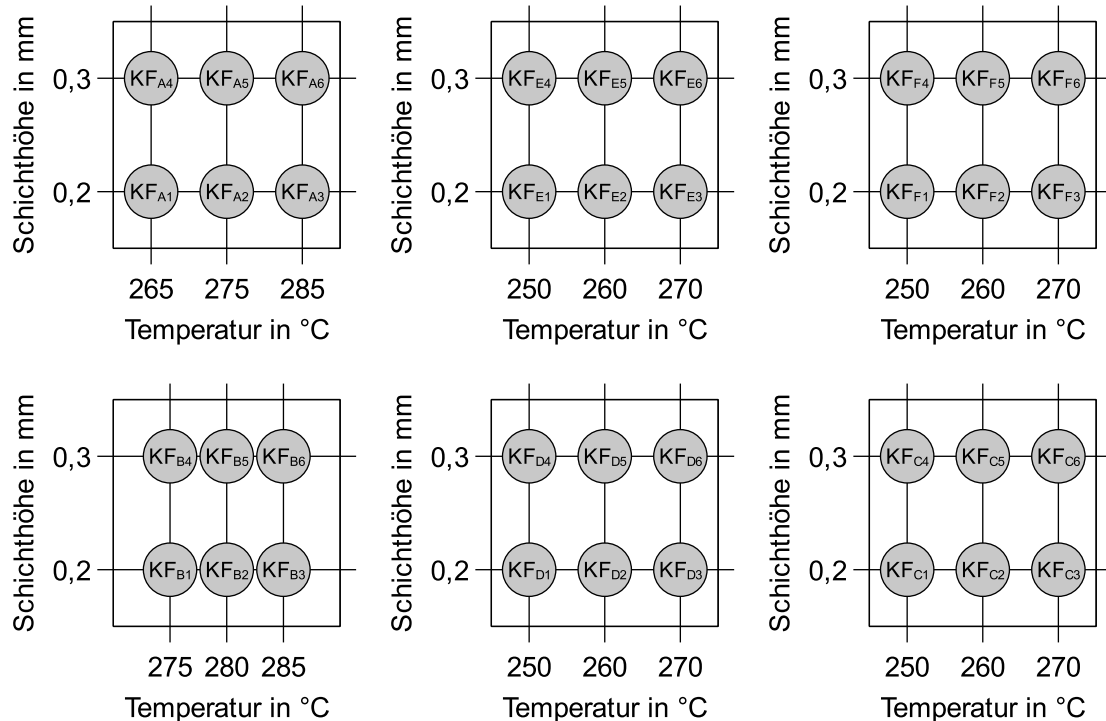 Schichthöhe in mm
0,3
KFA4 KFA5 KFA6
0,2
KFA1 KFA2 KFA3
265 275 285
Temperatur in °C
Schichthöhe in mm
0,3
KFE4 KFE5 KFE6
0,2
KFE1 KFE2 KFE3
250 260 270
Temperatur in °C
Schichthöhe in mm
0,3
KFF4 KFF5 KFF6
0,2
KFF1 KFF2 KFF3
250 260 270
Temperatur in °C
Schichthöhe in mm
0,3
KFB4 KFB5 KFB6
0,2
KFB1 KFB2 KFB3
275 280 285
Temperatur in °C
Schichthöhe in mm
0,3
KFD4 KFD5 KFD6
0,2
KFD1 KFD2 KFD3
250 260 270
Temperatur in °C
Schichthöhe in mm
0,3
KFC4 KFC5 KFC6
0,2
KFC1 KFC2 KFC3
250 260 270
Temperatur in °C